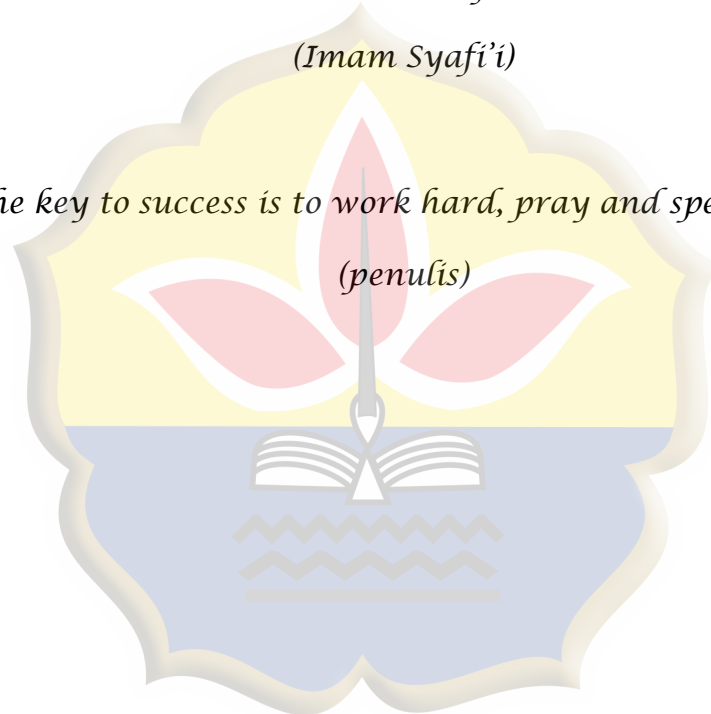 (Imam Syafi'i)
key to success is to work hard, pray and
(penulis)